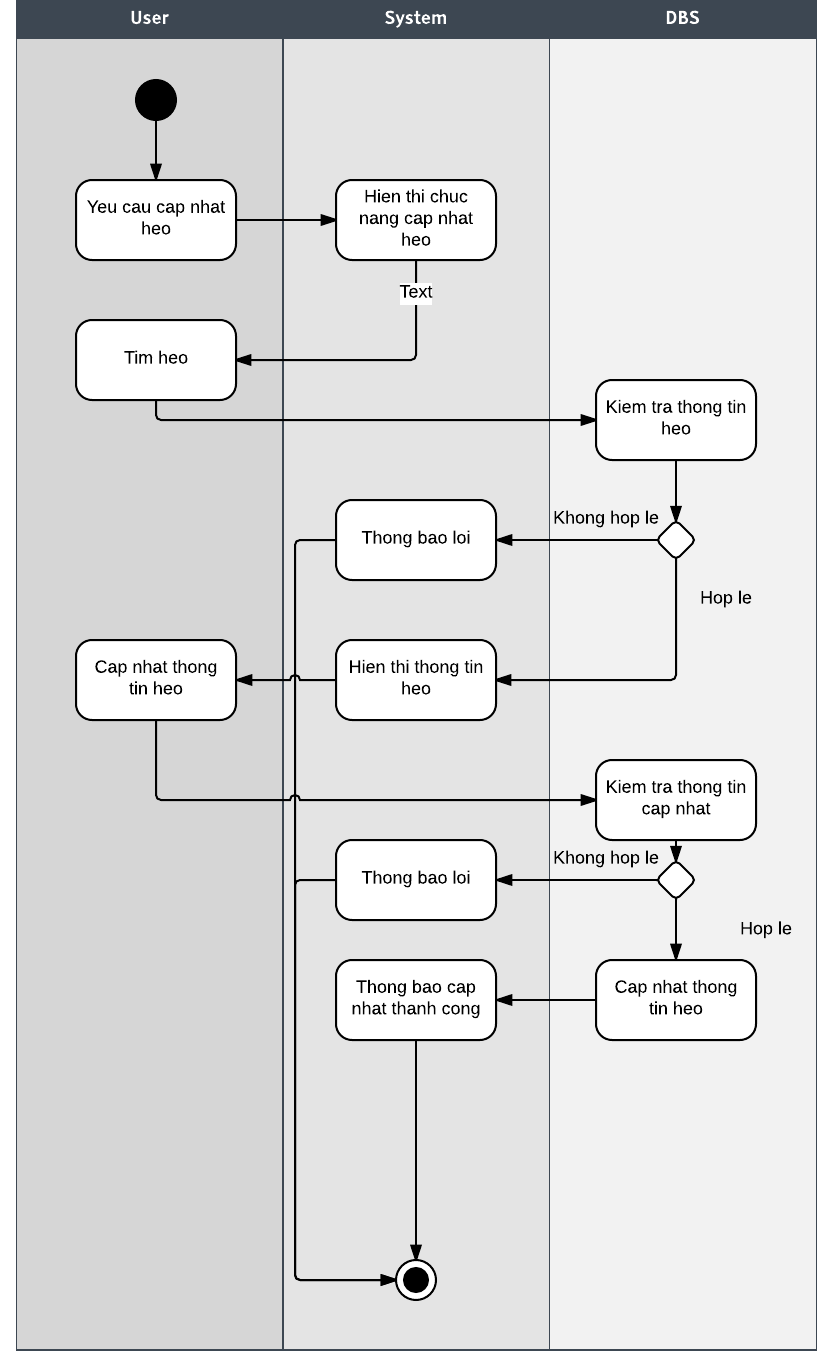 User
System
DBS
Yeu cau cap nhat
heo
Hien thi chuc
nang cap nhat
heo
Text
Tim heo
Kiem tra thong tin
heo
Khong hop le
Thong bao loi
Hop le
Cap nhat thong
tin heo
Hien thi thong tin
heo
Kiem tra thong tin
cap nhat
Khong hop le
Thong bao loi
Hop le
Thong bao cap
nhat thanh cong
Cap nhat thong
tin heo